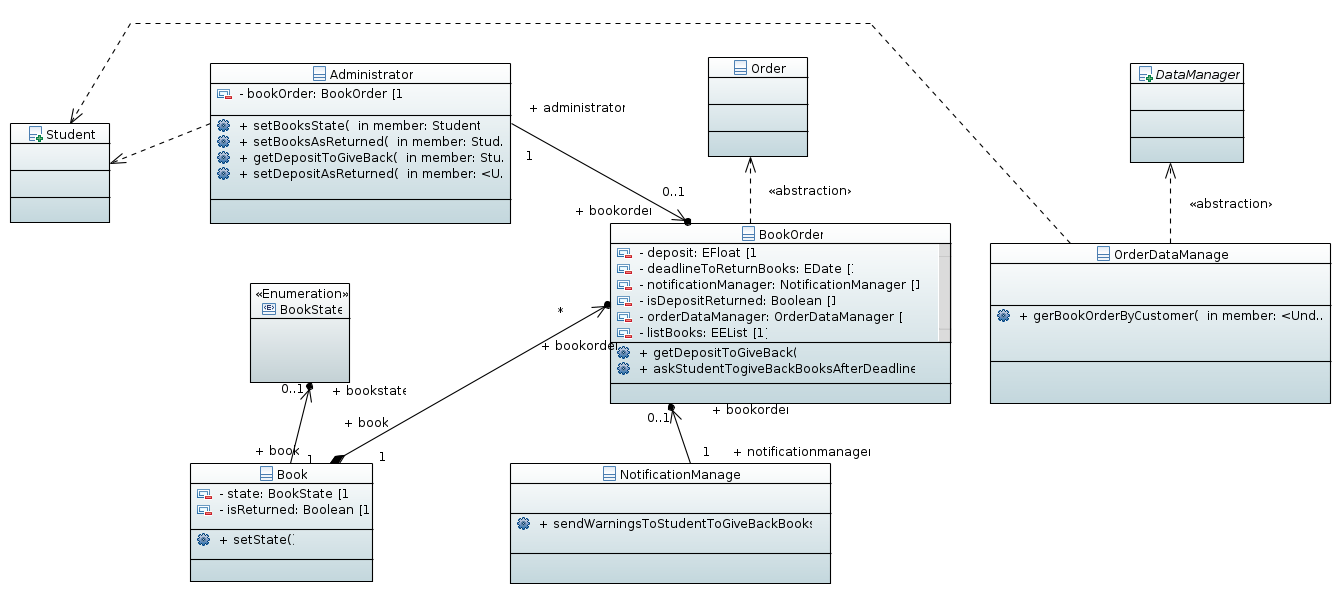 Student
Administrator
- bookOrder: BookOrder [1
+ setBooksState(  in member: Student
+ setBooksAsReturned(  in member: Stud..
+ getDepositToGiveBack(  in member: Stu..
+ setDepositAsReturned(  in member: <U..
+ administrator
1
0..1
+ bookorder
Order
«abstraction»
DataManager
«abstraction»
BookOrder
- deposit: EFloat [1
- deadlineToReturnBooks: EDate [1
- notificationManager: NotificationManager [1]
- isDepositReturned: Boolean [1]
- orderDataManager: OrderDataManager [
- listBooks: EEList [1]
+ getDepositToGiveBack(
+ askStudentTogiveBackBooksAfterDeadline
OrderDataManage
+ gerBookOrderByCustomer(  in member: <Und..
«Enumeration»
BookState
0..1
+ bookstate
*
+ bookorder
+ book
1
+ book
1
Book
- state: BookState [1
- isReturned: Boolean [1
+ setState()
0..1
+ bookorder
1
+ notificationmanager
NotificationManage
+ sendWarningsToStudentToGiveBackBooks